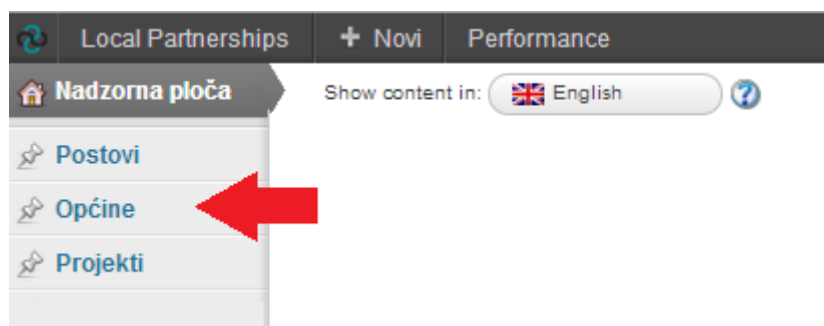 Local Partnerships + Novi Performance
Nadzorna ploča
Show content in: English ?
Postovi
Općine
Projekti